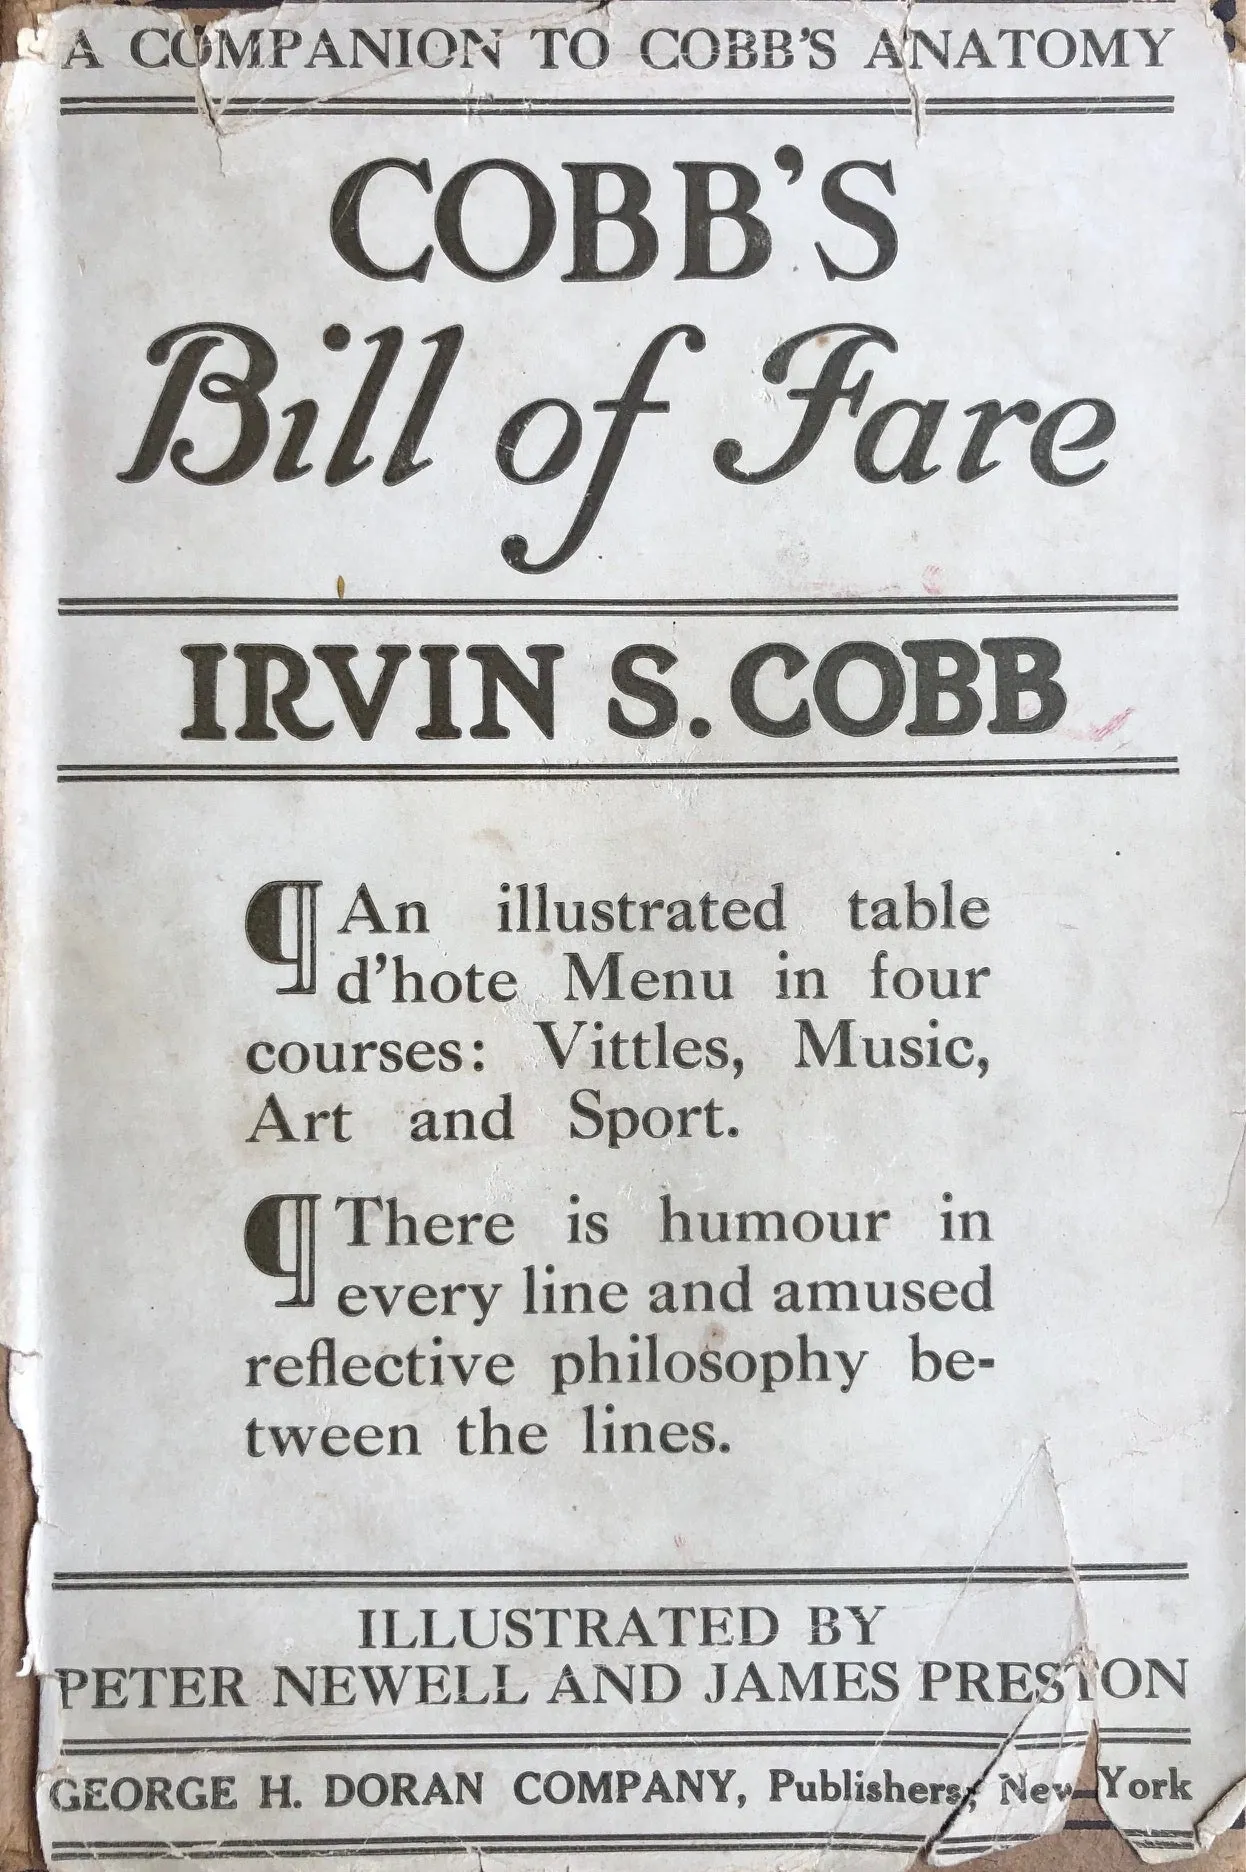 A COMPANION TO COBB'S ANATOMY
COBB'S
Bill of Fare
IRVIN S. COBB
¶ An illustrated table
d'hote Menu in four
courses: Vittles, Music,
Art and Sport.
¶ There is humour in
every line and amused
reflective philosophy be-
tween the lines.
ILLUSTRATED BY
PETER NEWELL AND JAMES PRESTON
GEORGE H. DORAN COMPANY, Publishers, New York